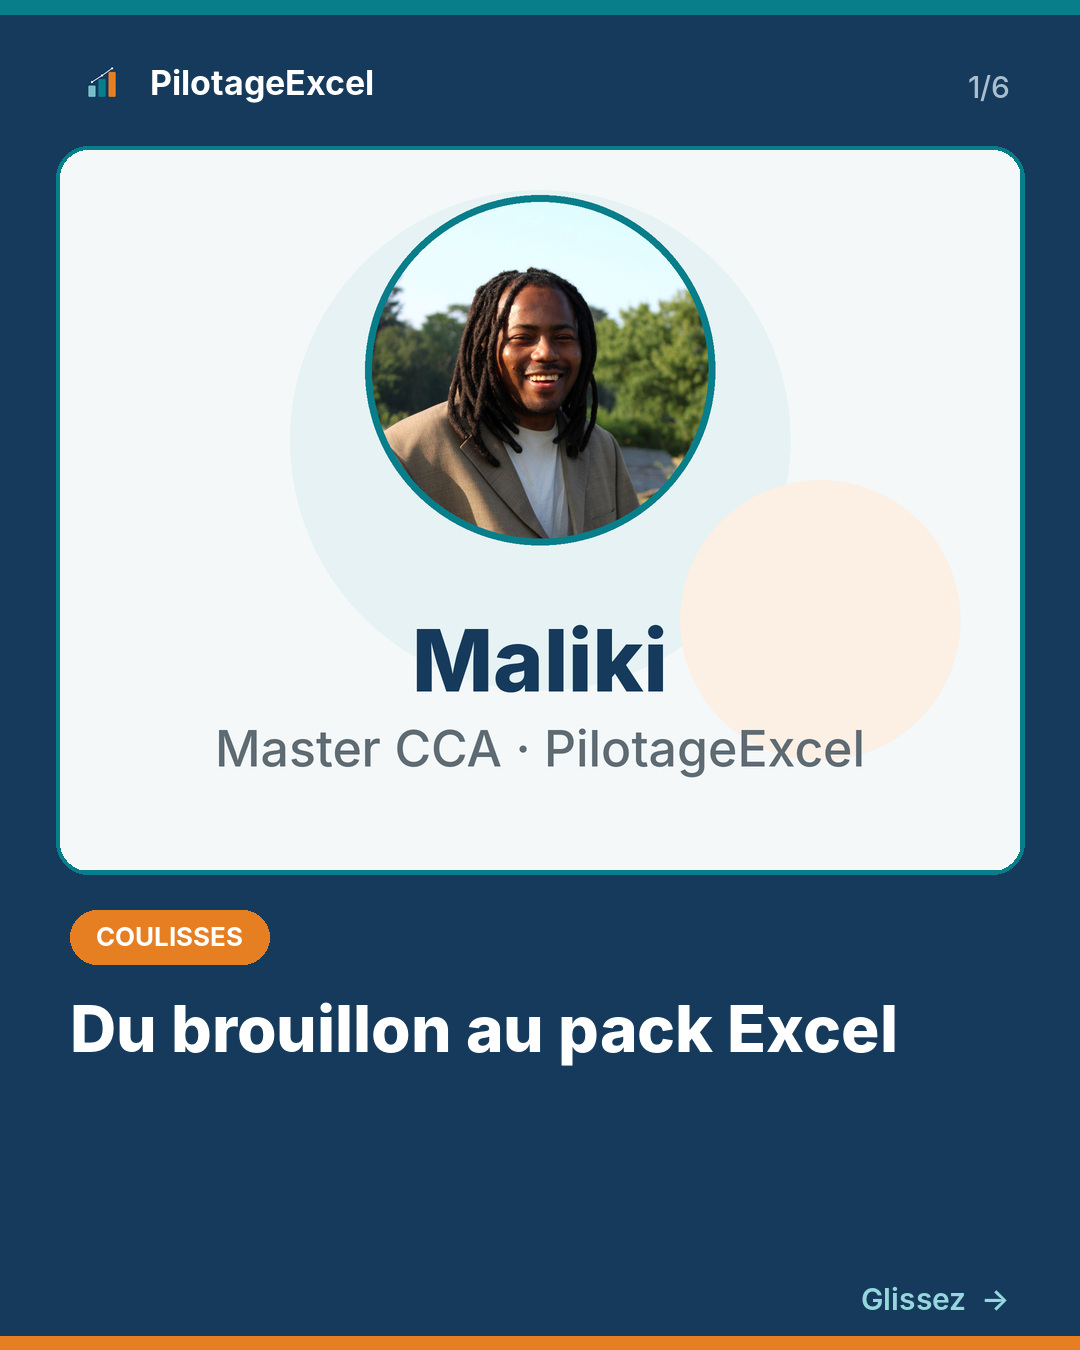 PilotageExcel
1/6
Maliki
Master CCA · PilotageExcel
COULISSES
Du brouillon au pack Excel
Glissez →